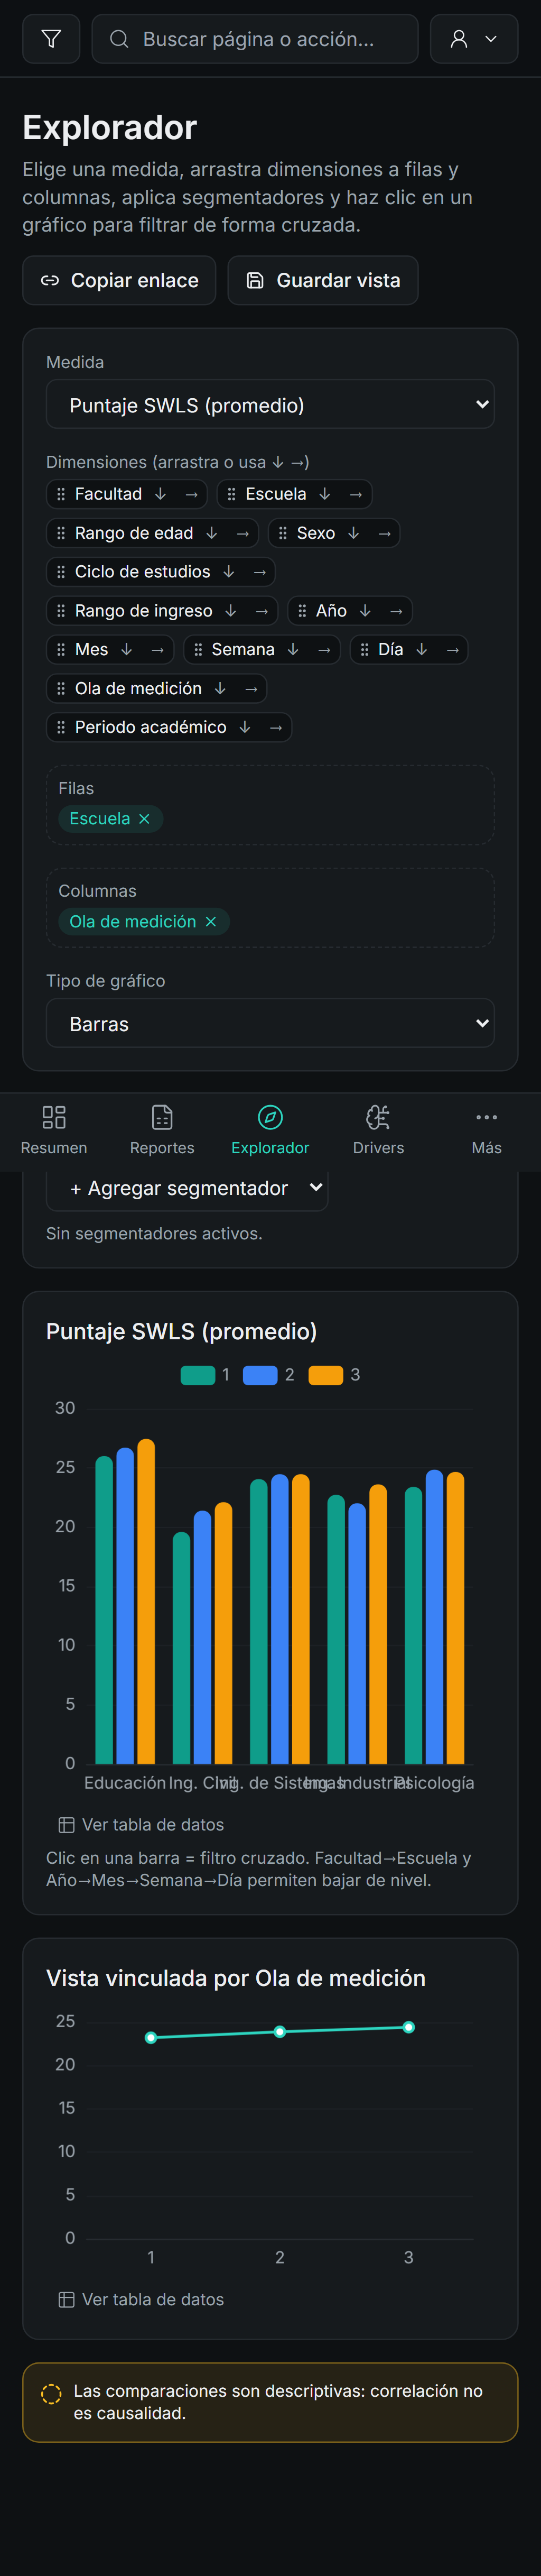 Buscar página o acción...
Explorador
Elige una medida, arrastra dimensiones a filas y
columnas, aplica segmentadores y haz clic en un
gráfico para filtrar de forma cruzada.
Copiar enlace
Guardar vista
Medida
Puntaje SWLS (promedio)
Dimensiones (arrastra o usa ↓ →)
Facultad ↓ → Escuela ↓ →
Rango de edad ↓ → Sexo ↓ →
Ciclo de estudios ↓ →
Rango de ingreso ↓ → Año ↓ →
Mes ↓ → Semana ↓ → Día ↓ →
Ola de medición ↓ →
Periodo académico ↓ →
Filas
Escuela ×
Columnas
Ola de medición ×
Tipo de gráfico
Barras
Resumen Reportes Explorador Drivers Más
+ Agregar segmentador
Sin segmentadores activos.
Puntaje SWLS (promedio)
1 2 3
30
25
20
15
10
5
0
Educación Ing. Civil Ing. de Sistemas Ing. Industrial Psicología
Ver tabla de datos
Clic en una barra = filtro cruzado. Facultad→Escuela y
Año→Mes→Semana→Día permiten bajar de nivel.
Vista vinculada por Ola de medición
25
20
15
10
5
0
1 2 3
Ver tabla de datos
Las comparaciones son descriptivas: correlación no
es causalidad.